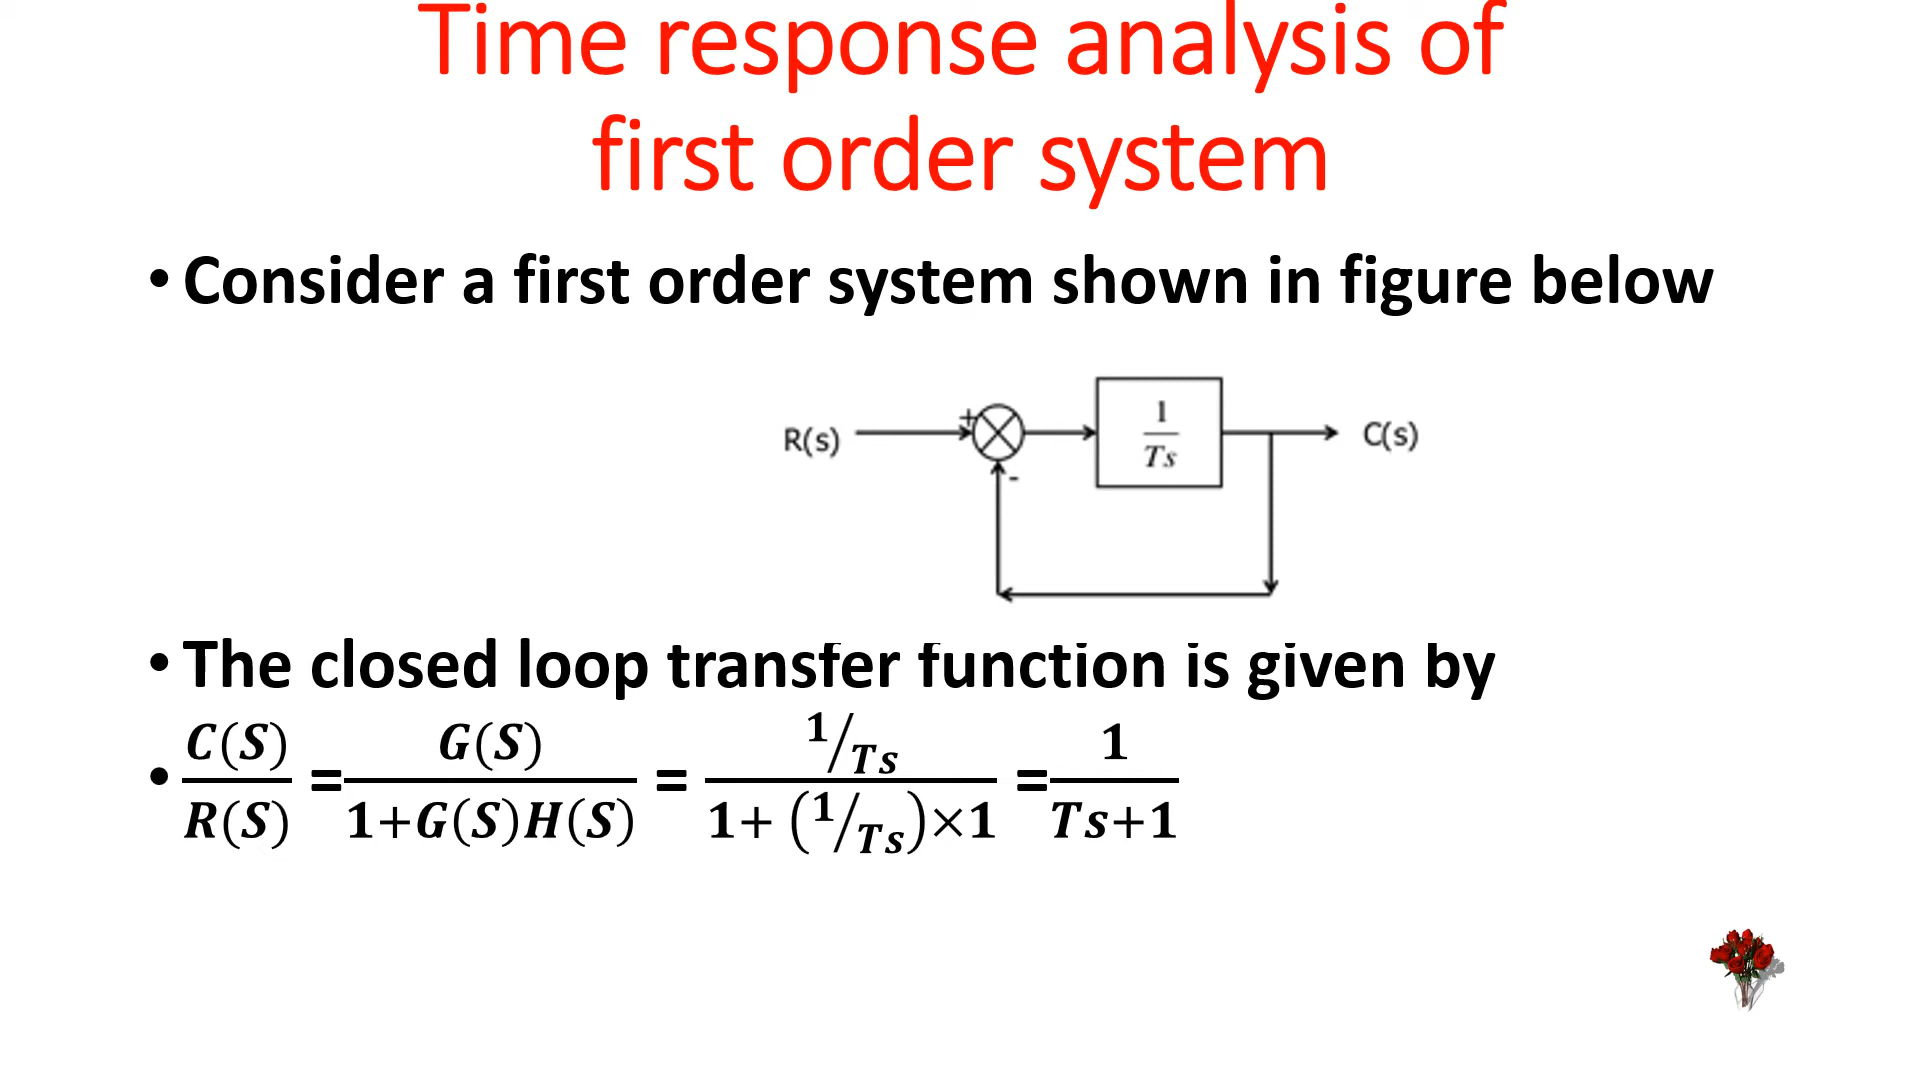 Time response analysis of
first order system
• Consider a first order system shown in figure below
R(s) + - 1/Ts C(s)
• The closed loop transfer function is given by
• C(S)/R(S) = G(S)/1+G(S)H(S) = 1/Ts/1+ (1/Ts)×1 = 1/Ts+1